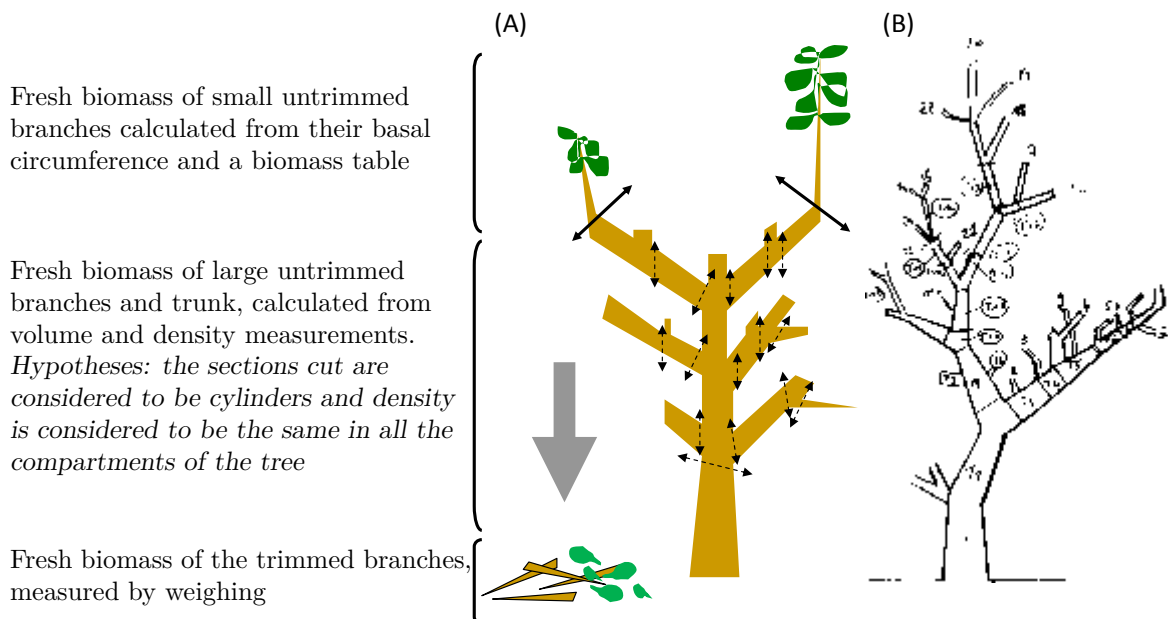 (A)
(B)
Fresh biomass of small untrimmed
branches calculated from their basal
circumference and a biomass table
Fresh biomass of large untrimmed
branches and trunk, calculated from
volume and density measurements.
Hypotheses: the sections cut are
considered to be cylinders and density
is considered to be the same in all the
compartments of the tree
Fresh biomass of the trimmed branches,
measured by weighing